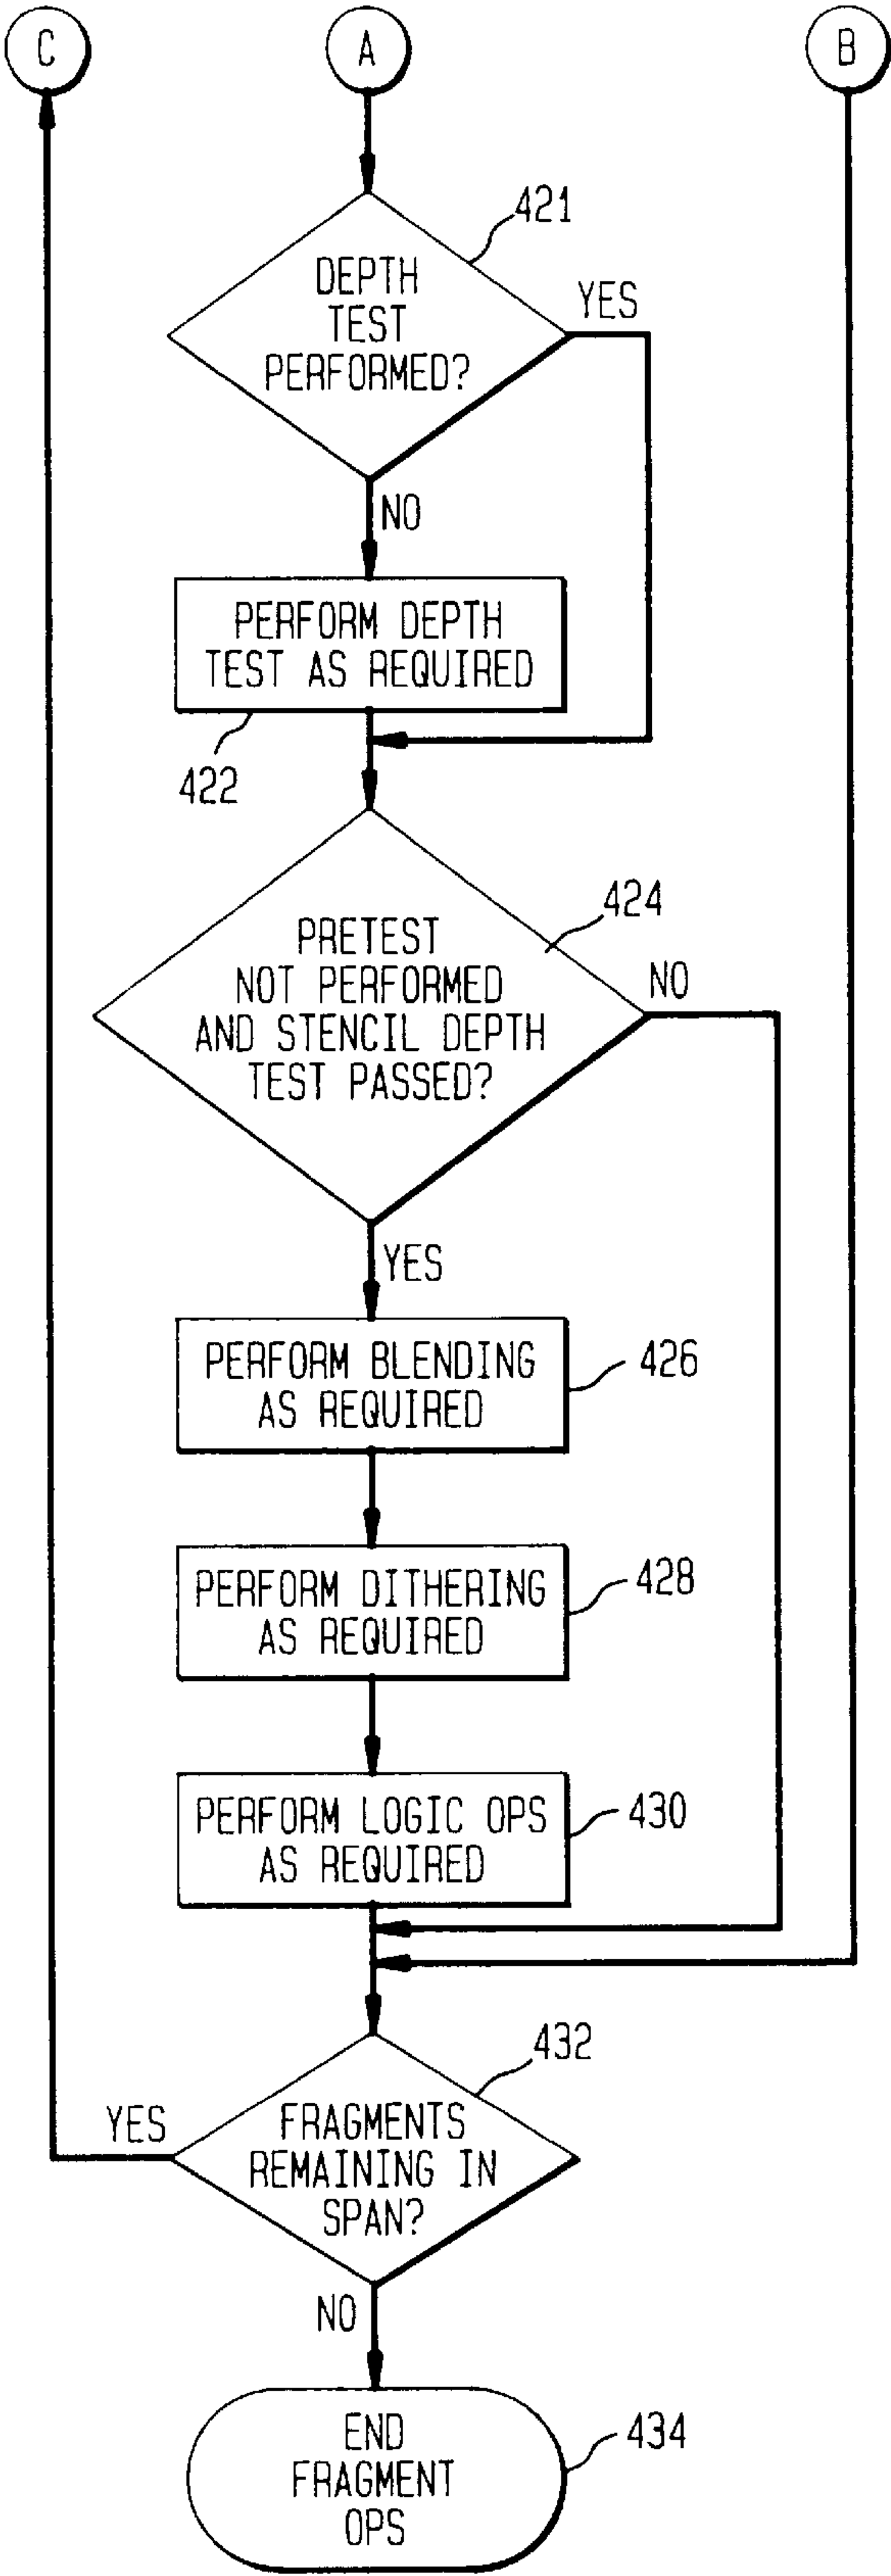 C
A
B
421
DEPTH
TEST
PERFORMED?
YES
NO
PERFORM DEPTH
TEST AS REQUIRED
422
424
PRETEST
NOT PERFORMED
AND STENCIL DEPTH
TEST PASSED?
NO
YES
PERFORM BLENDING
AS REQUIRED
426
PERFORM DITHERING
AS REQUIRED
428
PERFORM LOGIC OPS
AS REQUIRED
430
432
YES
FRAGMENTS
REMAINING IN
SPAN?
NO
END
FRAGMENT
OPS
434